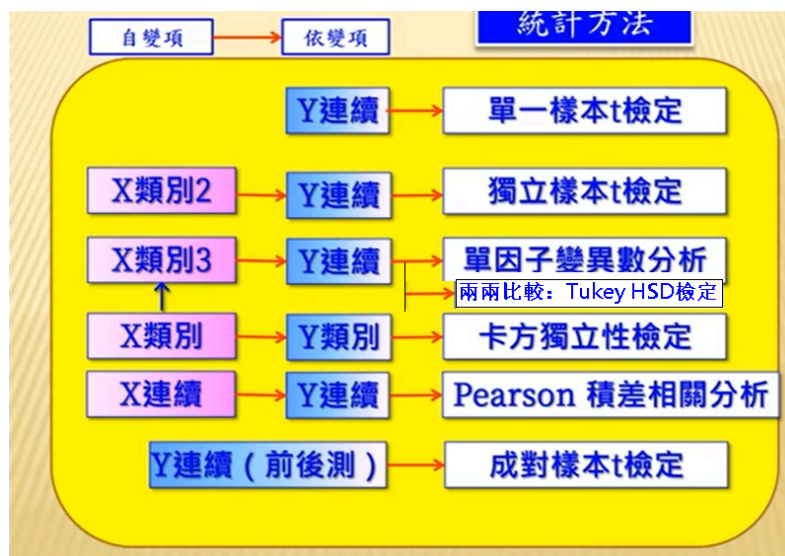 統計方法
自變項
依變項
Y連續
單一樣本t檢定
X類別2
Y連續
獨立樣本t檢定
X類別3
Y連續
單因子變異數分析
兩兩比較：Tukey HSD檢定
X類別
Y類別
卡方獨立性檢定
X連續
Y連續
Pearson 積差相關分析
Y連續（前後測）
成對樣本t檢定